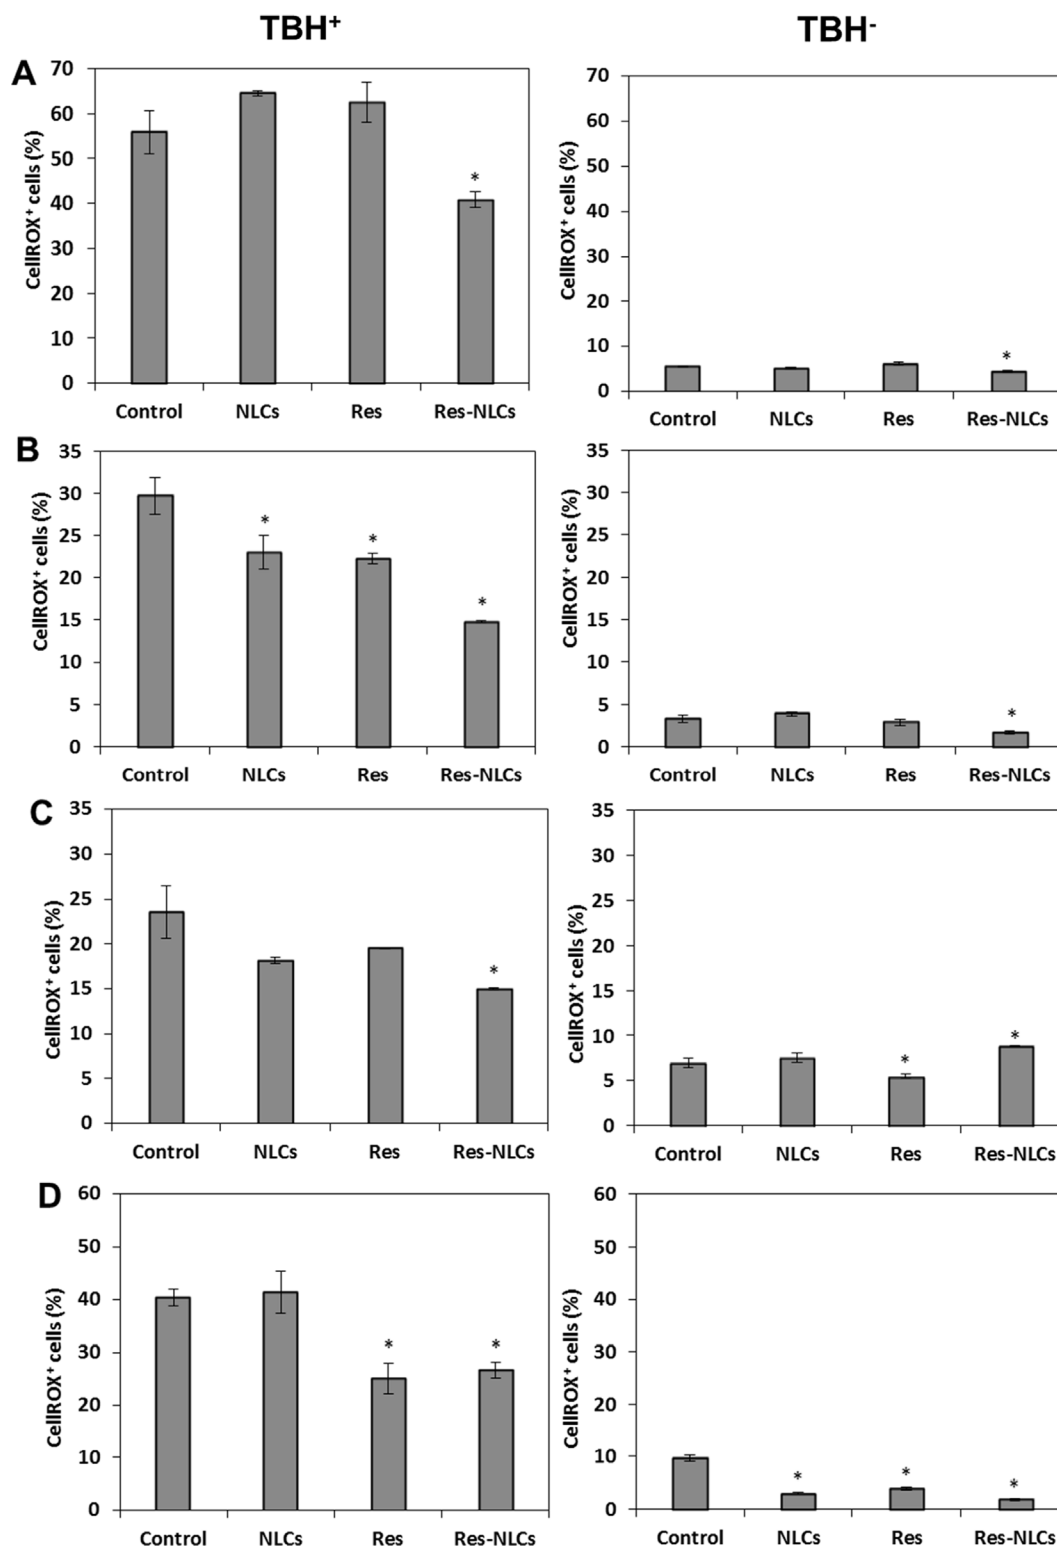 TBH⁺ TBH⁻
A
CellROX⁺ cells (%)
70
60
50
40
30
20
10
0
*
Control NLCs Res Res-NLCs
CellROX⁺ cells (%)
70
60
50
40
30
20
10
0
*
Control NLCs Res Res-NLCs
B
CellROX⁺ cells (%)
35
30
25
20
15
10
5
0
* * *
Control NLCs Res Res-NLCs
CellROX⁺ cells (%)
35
30
25
20
15
10
5
0
*
Control NLCs Res Res-NLCs
C
CellROX⁺ cells (%)
35
30
25
20
15
10
5
0
*
Control NLCs Res Res-NLCs
CellROX⁺ cells (%)
35
30
25
20
15
10
5
0
* *
Control NLCs Res Res-NLCs
D
CellROX⁺ cells (%)
60
50
40
30
20
10
0
* *
Control NLCs Res Res-NLCs
CellROX⁺ cells (%)
60
50
40
30
20
10
0
* * *
Control NLCs Res Res-NLCs